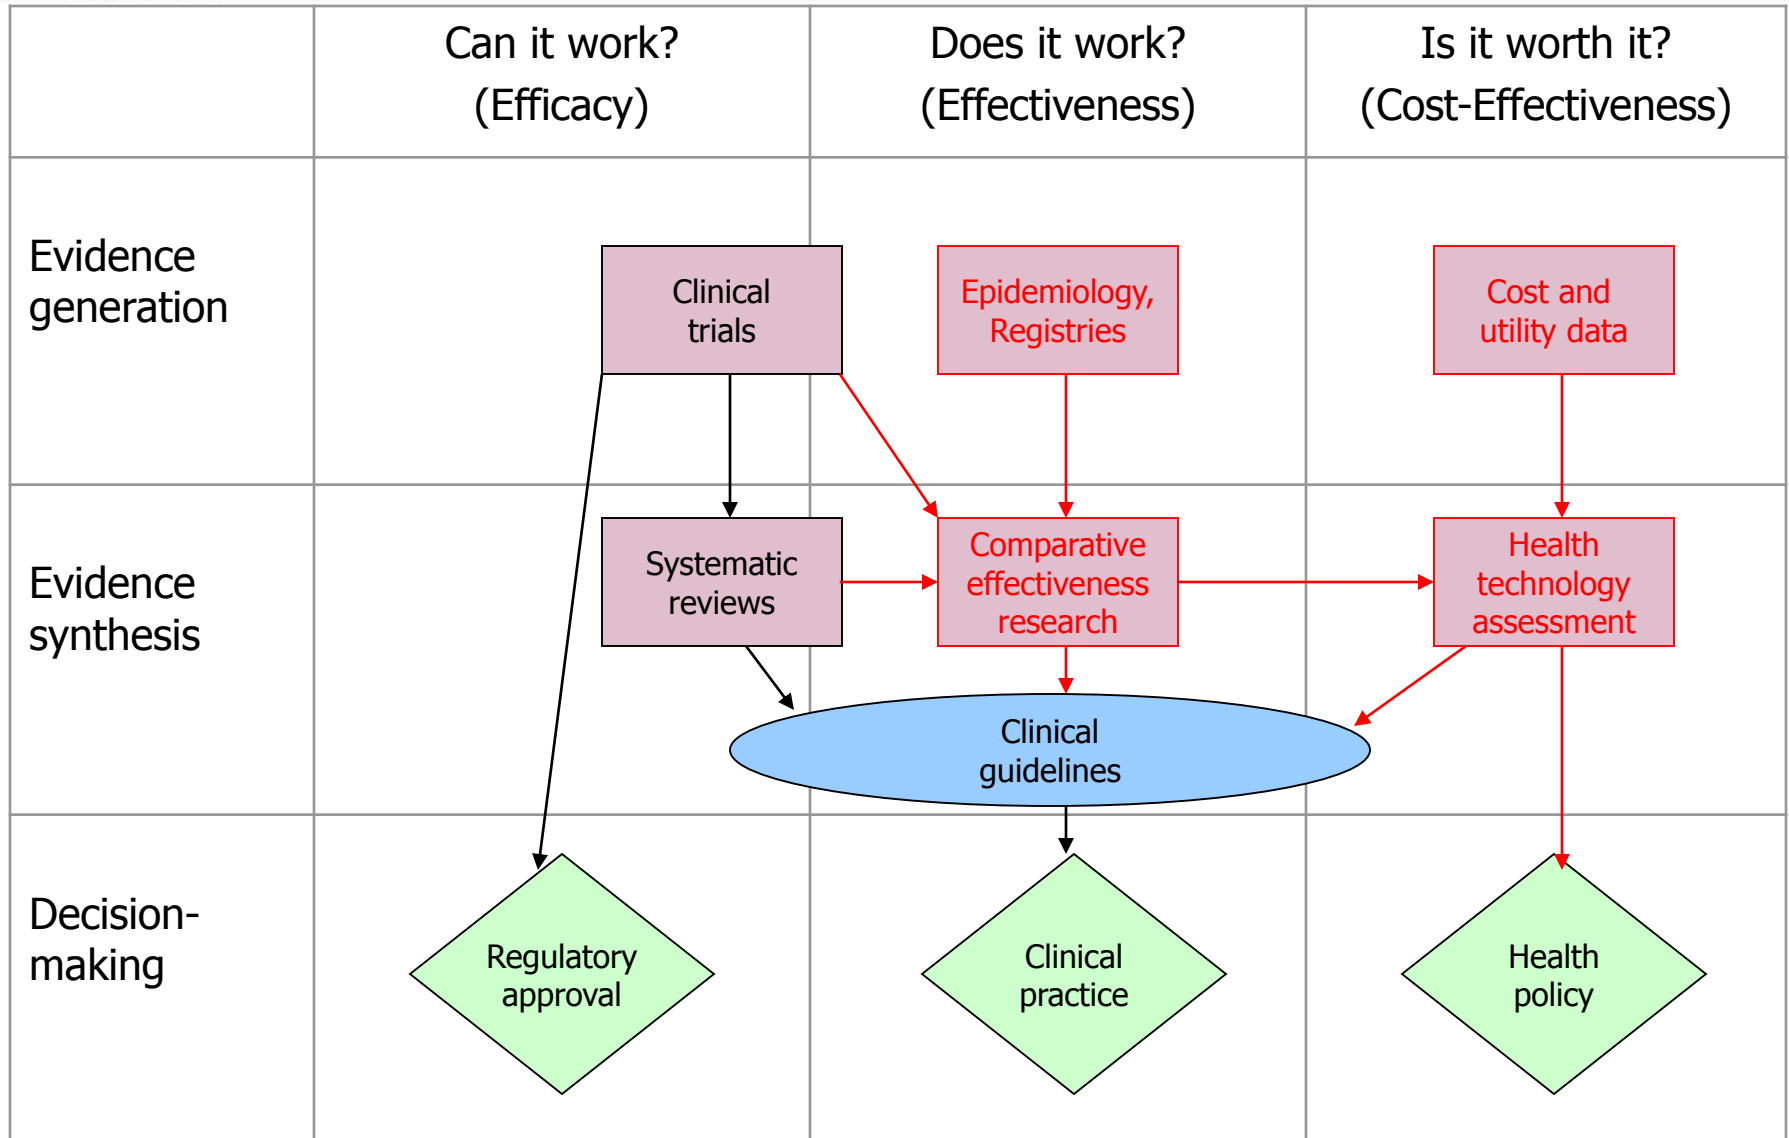 Can it work?
(Efficacy)
Does it work?
(Effectiveness)
Is it worth it?
(Cost-Effectiveness)
Evidence
generation
Clinical
trials
Epidemiology,
Registries
Cost and
utility data
Evidence
synthesis
Systematic
reviews
Comparative
effectiveness
research
Health
technology
assessment
Clinical
guidelines
Decision-
making
Regulatory
approval
Clinical
practice
Health
policy